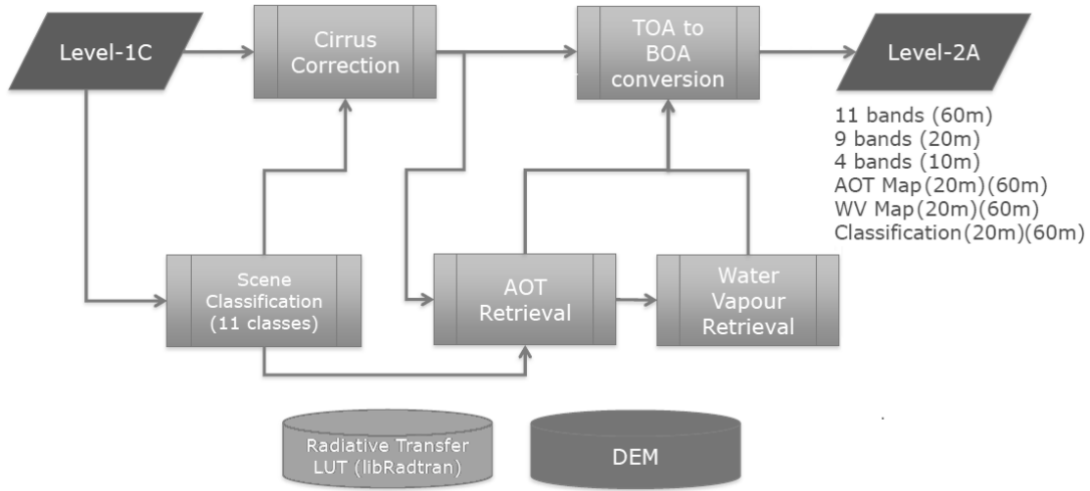 Level-1C
Cirrus
Correction
TOA to
BOA
conversion
Level-2A
11 bands (60m)
9 bands (20m)
4 bands (10m)
AOT Map(20m)(60m)
WV Map(20m)(60m)
Classification(20m)(60m)
Scene
Classification
(11 classes)
AOT
Retrieval
Water
Vapour
Retrieval
Radiative Transfer
LUT (libRadtran)
DEM